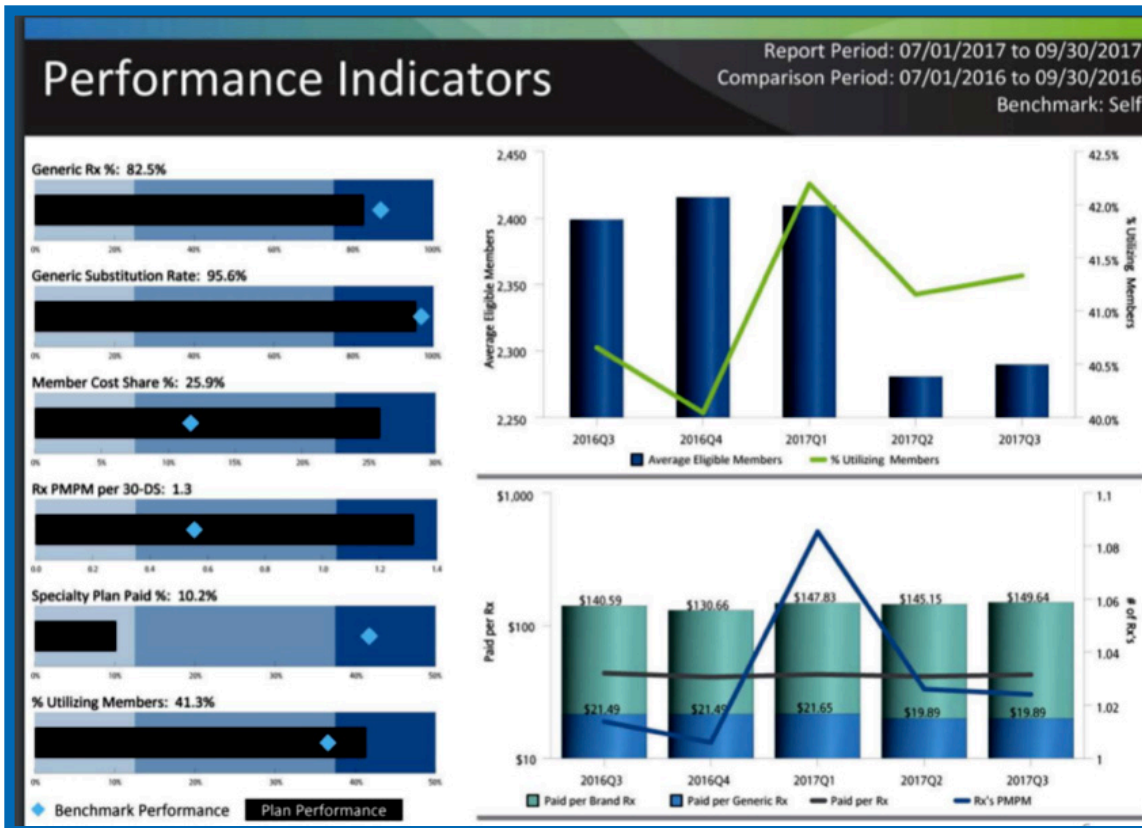 Performance Indicators
Report Period: 07/01/2017 to 09/30/2017
Comparison Period: 07/01/2016 to 09/30/2016
Benchmark: Self
Generic Rx %: 82.5%
0% 20% 40% 60% 80% 100%
Generic Substitution Rate: 95.6%
0% 20% 40% 60% 80% 100%
Member Cost Share %: 25.9%
0% 5% 10% 15% 20% 25% 30%
Rx PMPM per 30-DS: 1.3
0.0 0.2 0.4 0.6 0.8 1.0 1.2 1.4
Specialty Plan Paid %: 10.2%
0% 10% 20% 30% 40% 50%
% Utilizing Members: 41.3%
0% 10% 20% 30% 40% 50%
Benchmark Performance Plan Performance
Average Eligible Members
2,450
2,400
2,350
2,300
2,250
42.5%
42.0%
41.5%
41.0%
40.5%
40.0%
% Utilizing Members
2016Q3 2016Q4 2017Q1 2017Q2 2017Q3
Average Eligible Members % Utilizing Members
Paid per Rx
$1,000
$100
$10
$140.59 $130.66 $147.83 $145.15 $149.64
$21.49 $21.49 $21.65 $19.89 $19.89
1.1
1.08
1.06
1.04
1.02
1
# of Rx's
2016Q3 2016Q4 2017Q1 2017Q2 2017Q3
Paid per Brand Rx Paid per Generic Rx Paid per Rx Rx's PMPM